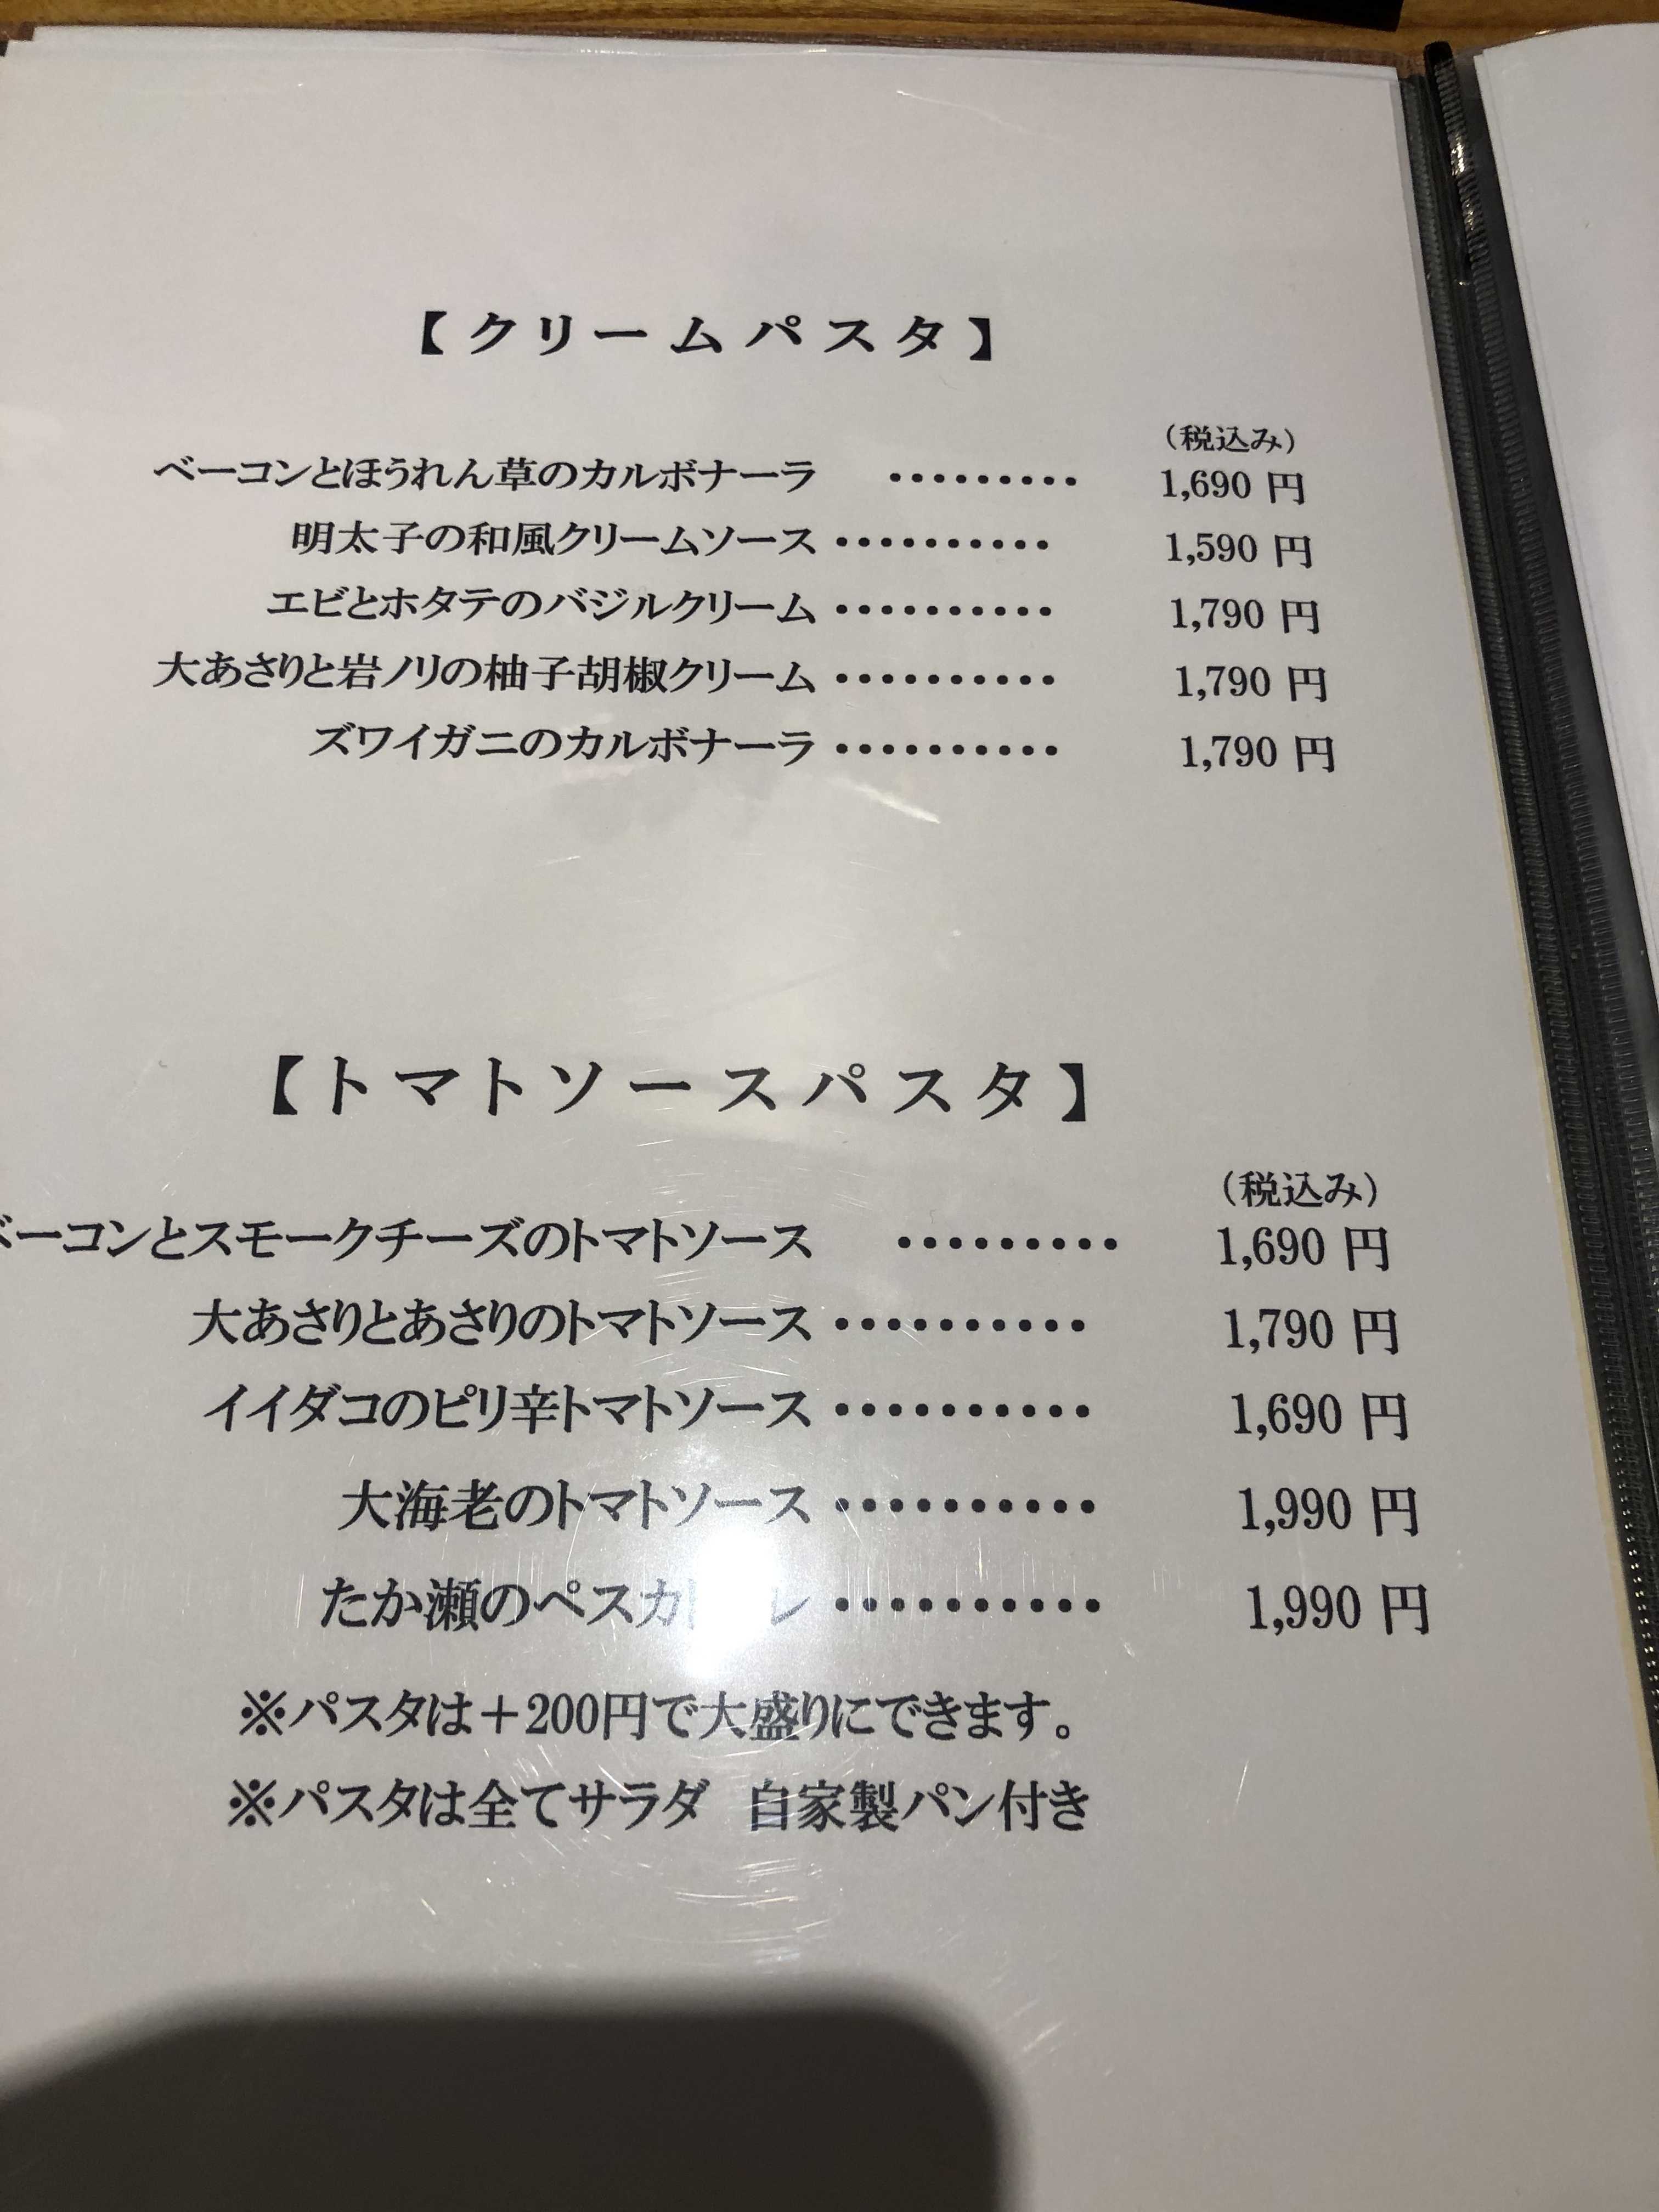 【クリームパスタ】
(税込み)
ベーコンとほうれん草のカルボナーラ ・・・・・・・・・ 1,690 円
明太子の和風クリームソース ・・・・・・・・・・ 1,590 円
エビとホタテのバジルクリーム ・・・・・・・・・・ 1,790 円
大あさりと岩ノリの柚子胡椒クリーム ・・・・・・・・・・ 1,790 円
ズワイガニのカルボナーラ ・・・・・・・・・・ 1,790 円
【トマトソースパスタ】
(税込み)
ベーコンとスモークチーズのトマトソース ・・・・・・・・・ 1,690 円
大あさりとあさりのトマトソース ・・・・・・・・・・ 1,790 円
イイダコのピリ辛トマトソース ・・・・・・・・・・ 1,690 円
大海老のトマトソース ・・・・・・・・・・ 1,990 円
たか瀬の ・・・・・・・・・・ 1,990 円
※パスタは＋200円で大盛りにできます。
※パスタは全てサラダ 自家製パン付き